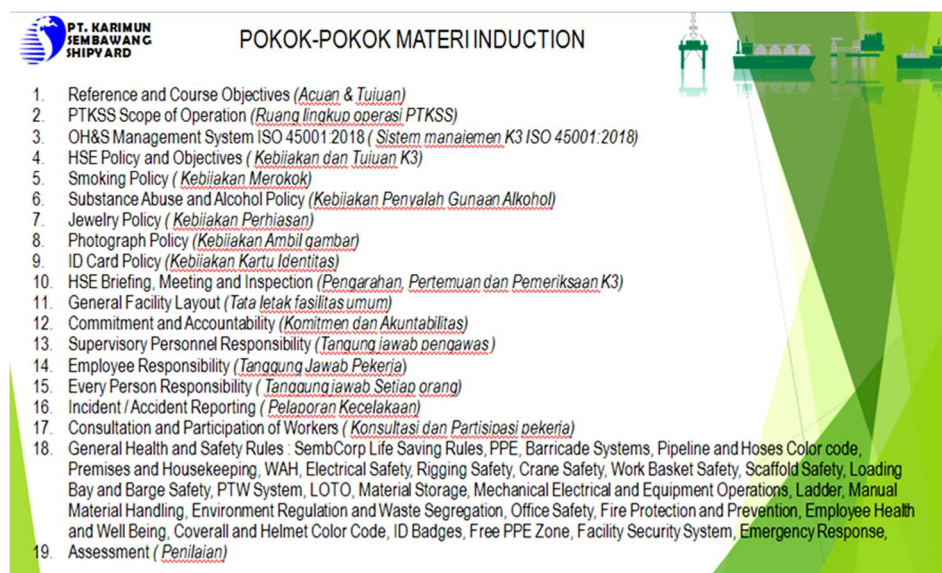 PT. KARIMUN
SEMBAWANG
SHIPYARD
POKOK-POKOK MATERI INDUCTION
1. Reference and Course Objectives (Acuan & Tujuan)
2. PTKSS Scope of Operation (Ruang lingkup operasi PTKSS)
3. OH&S Management System ISO 45001:2018 ( Sistem manajemen K3 ISO 45001:2018)
4. HSE Policy and Objectives ( Kebijakan dan Tujuan K3)
5. Smoking Policy ( Kebijakan Merokok)
6. Substance Abuse and Alcohol Policy (Kebijakan Penyalah Gunaan Alkohol)
7. Jewelry Policy ( Kebijakan Perhiasan)
8. Photograph Policy (Kebijakan Ambil gambar)
9. ID Card Policy (Kebijakan Kartu Identitas)
10. HSE Briefing, Meeting and Inspection (Pengarahan, Pertemuan dan Pemeriksaan K3)
11. General Facility Layout (Tata letak fasilitas umum)
12. Commitment and Accountability (Komitmen dan Akuntabilitas)
13. Supervisory Personnel Responsibility (Tangung jawab pengawas )
14. Employee Responsibility (Tanggung Jawab Pekerja)
15. Every Person Responsibility ( Tanggung jawab Setiap orang)
16. Incident / Accident Reporting ( Pelaporan Kecelakaan)
17. Consultation and Participation of Workers ( Konsultasi dan Partisipasi pekerja)
18. General Health and Safety Rules : SembCorp Life Saving Rules, PPE, Barricade Systems, Pipeline and Hoses Color code,
Premises and Housekeeping, WAH, Electrical Safety, Rigging Safety, Crane Safety, Work Basket Safety, Scaffold Safety, Loading
Bay and Barge Safety, PTW System, LOTO, Material Storage, Mechanical Electrical and Equipment Operations, Ladder, Manual
Material Handling, Environment Regulation and Waste Segregation, Office Safety, Fire Protection and Prevention, Employee Health
and Well Being, Coverall and Helmet Color Code, ID Badges, Free PPE Zone, Facility Security System, Emergency Response,
19. Assessment ( Penilaian)